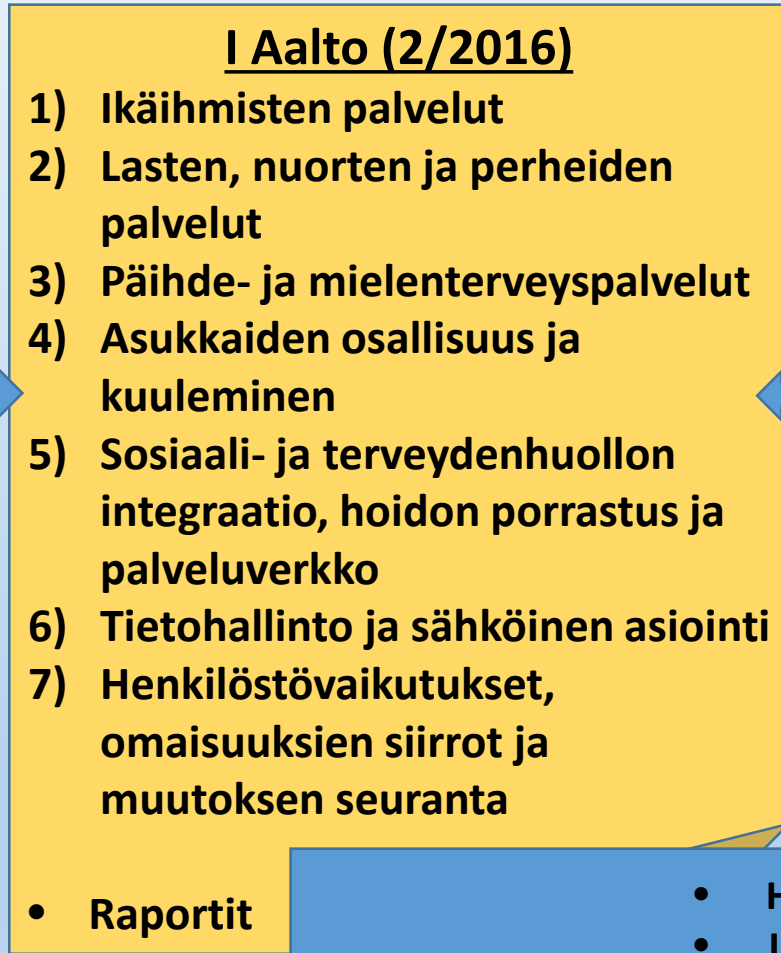 I Aalto (2/2016)
1) Ikäihmisten palvelut
2) Lasten, nuorten ja perheiden
palvelut
3) Päihde- ja mielenterveyspalvelut
4) Asukkaiden osallisuus ja
kuuleminen
5) Sosiaali- ja terveydenhuollon
integraatio, hoidon porrastus ja
palveluverkko
6) Tietohallinto ja sähköinen asiointi
7) Henkilöstövaikutukset,
omaisuuksien siirrot ja
muutoksen seuranta
• Raportit